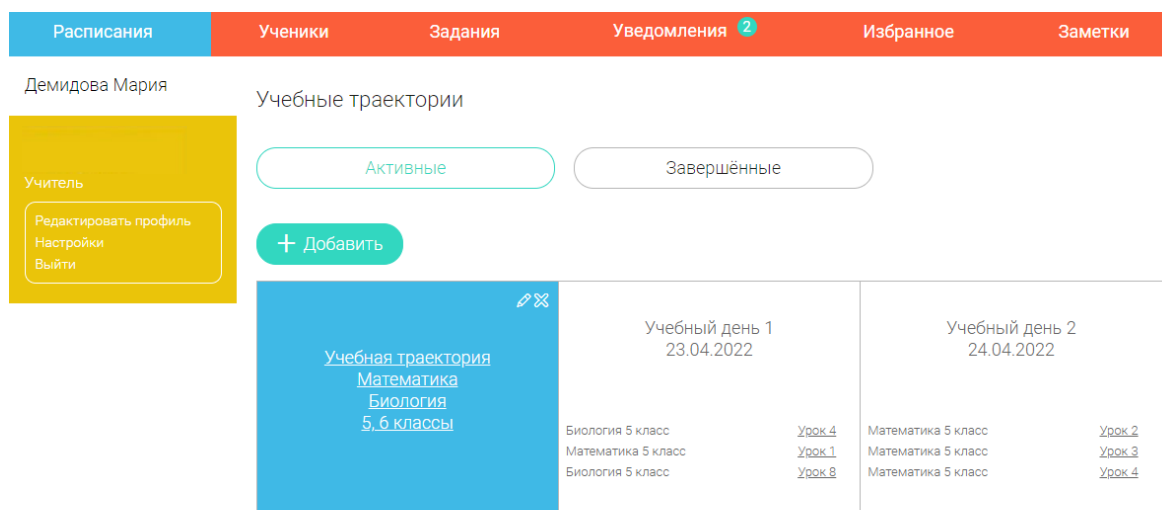 Расписания
Ученики
Задания
Уведомления 2
Избранное
Заметки
Демидова Мария
Учитель
Редактировать профиль
Настройки
Выйти
Учебные траектории
Активные
Завершённые
+ Добавить
Учебная траектория
Математика
Биология
5, 6 классы
Учебный день 1
23.04.2022
Биология 5 класс Урок 4
Математика 5 класс Урок 1
Биология 5 класс Урок 8
Учебный день 2
24.04.2022
Математика 5 класс Урок 2
Математика 5 класс Урок 3
Математика 5 класс Урок 4